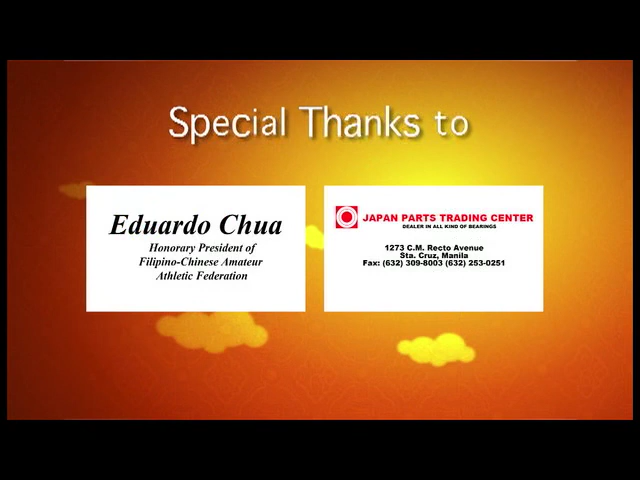 Special Thanks to
Eduardo Chua
Honorary President of
Filipino-Chinese Amateur
Athletic Federation
JAPAN PARTS TRADING CENTER
DEALER IN ALL KIND OF BEARINGS
1273 C.M. Recto Avenue
Sta. Cruz, Manila
Fax: (632) 309-8003 (632) 253-0251